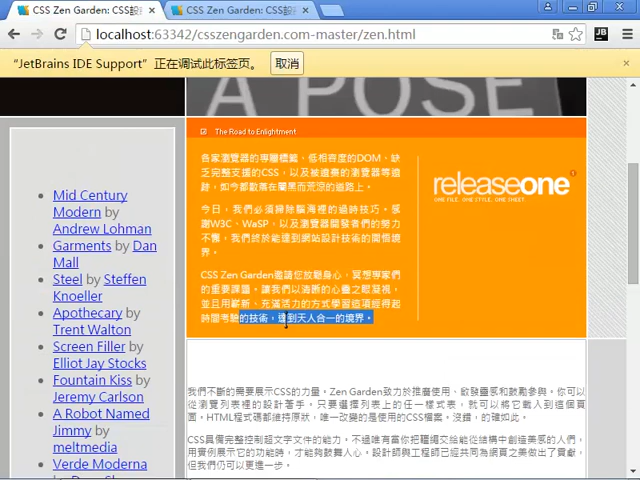 CSS Zen Garden: CSS設
CSS Zen Garden: CSS設
localhost:63342/csszengarden.com-master/zen.html
“JetBrains IDE Support”正在调试此标签页。
取消
A POSE
The Road to Enlightment
各家瀏覽器的專屬標籤，低相容度的DOM，缺
乏完整支援的CSS，以及被遺棄的瀏覽器等遺
跡，如今都散落在闇黑而荒涼的道路上。
今日，我們必須掃除腦海裡的過時技巧。感
謝W3C、WaSP，以及瀏覽器開發者們的努力
不懈，我們終於能達到網站設計技術的開悟境
界。
CSS Zen Garden邀請您放鬆身心，冥想專家們
的重要課題。讓我們以清晰的心靈之眼凝視，
並且用嶄新、充滿活力的方式學習這項經得起
時間考驗的技術，達到天人合一的境界。
releaseone
ONE FILE. ONE STYLE. ONE SHEET.
Mid Century
Modern by
Andrew Lohman
Garments by Dan
Mall
Steel by Steffen
Knoeller
Apothecary by
Trent Walton
Screen Filler by
Elliot Jay Stocks
Fountain Kiss by
Jeremy Carlson
A Robot Named
Jimmy by
meltmedia
Verde Moderna
我們不斷的需要展示CSS的力量。Zen Garden致力於推廣使用、啟發靈感和鼓勵參與。你可以
從瀏覽列表裡的設計著手。只要選擇列表上的任一樣式表，就可以將它載入到這個頁
面。HTML程式碼都維持原狀，唯一改變的是使用的CSS檔案。沒錯，的確如此。
CSS具備完整控制超文字文件的能力。不過唯有當你把韁繩交給能從結構中創造美感的人們，
用實例展示它的功能時，才能夠鼓舞人心。設計師與工程師已經共同為網頁之美做出了貢獻，
但我們仍可以更進一步。